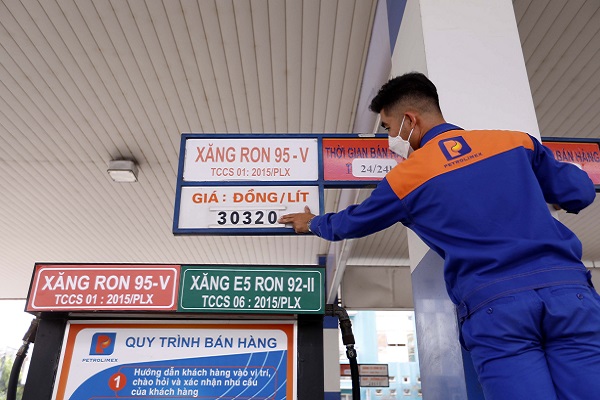 XĂNG RON 95 - V
TCCS 01: 2015/PLX
GIÁ : ĐỒNG/LÍT
30320
THỜI GIAN BÁN
24/24
BÁN HÀNG
PETROLIMEX
XĂNG RON 95-V
TCCS 01 : 2015/PLX
XĂNG E5 RON 92-II
TCCS 06 : 2015/PLX
PETROLIMEX
QUY TRÌNH BÁN HÀNG
1
Hướng dẫn khách hàng vào vị trí,
chào hỏi và xác nhận nhu cầu
của khách hàng